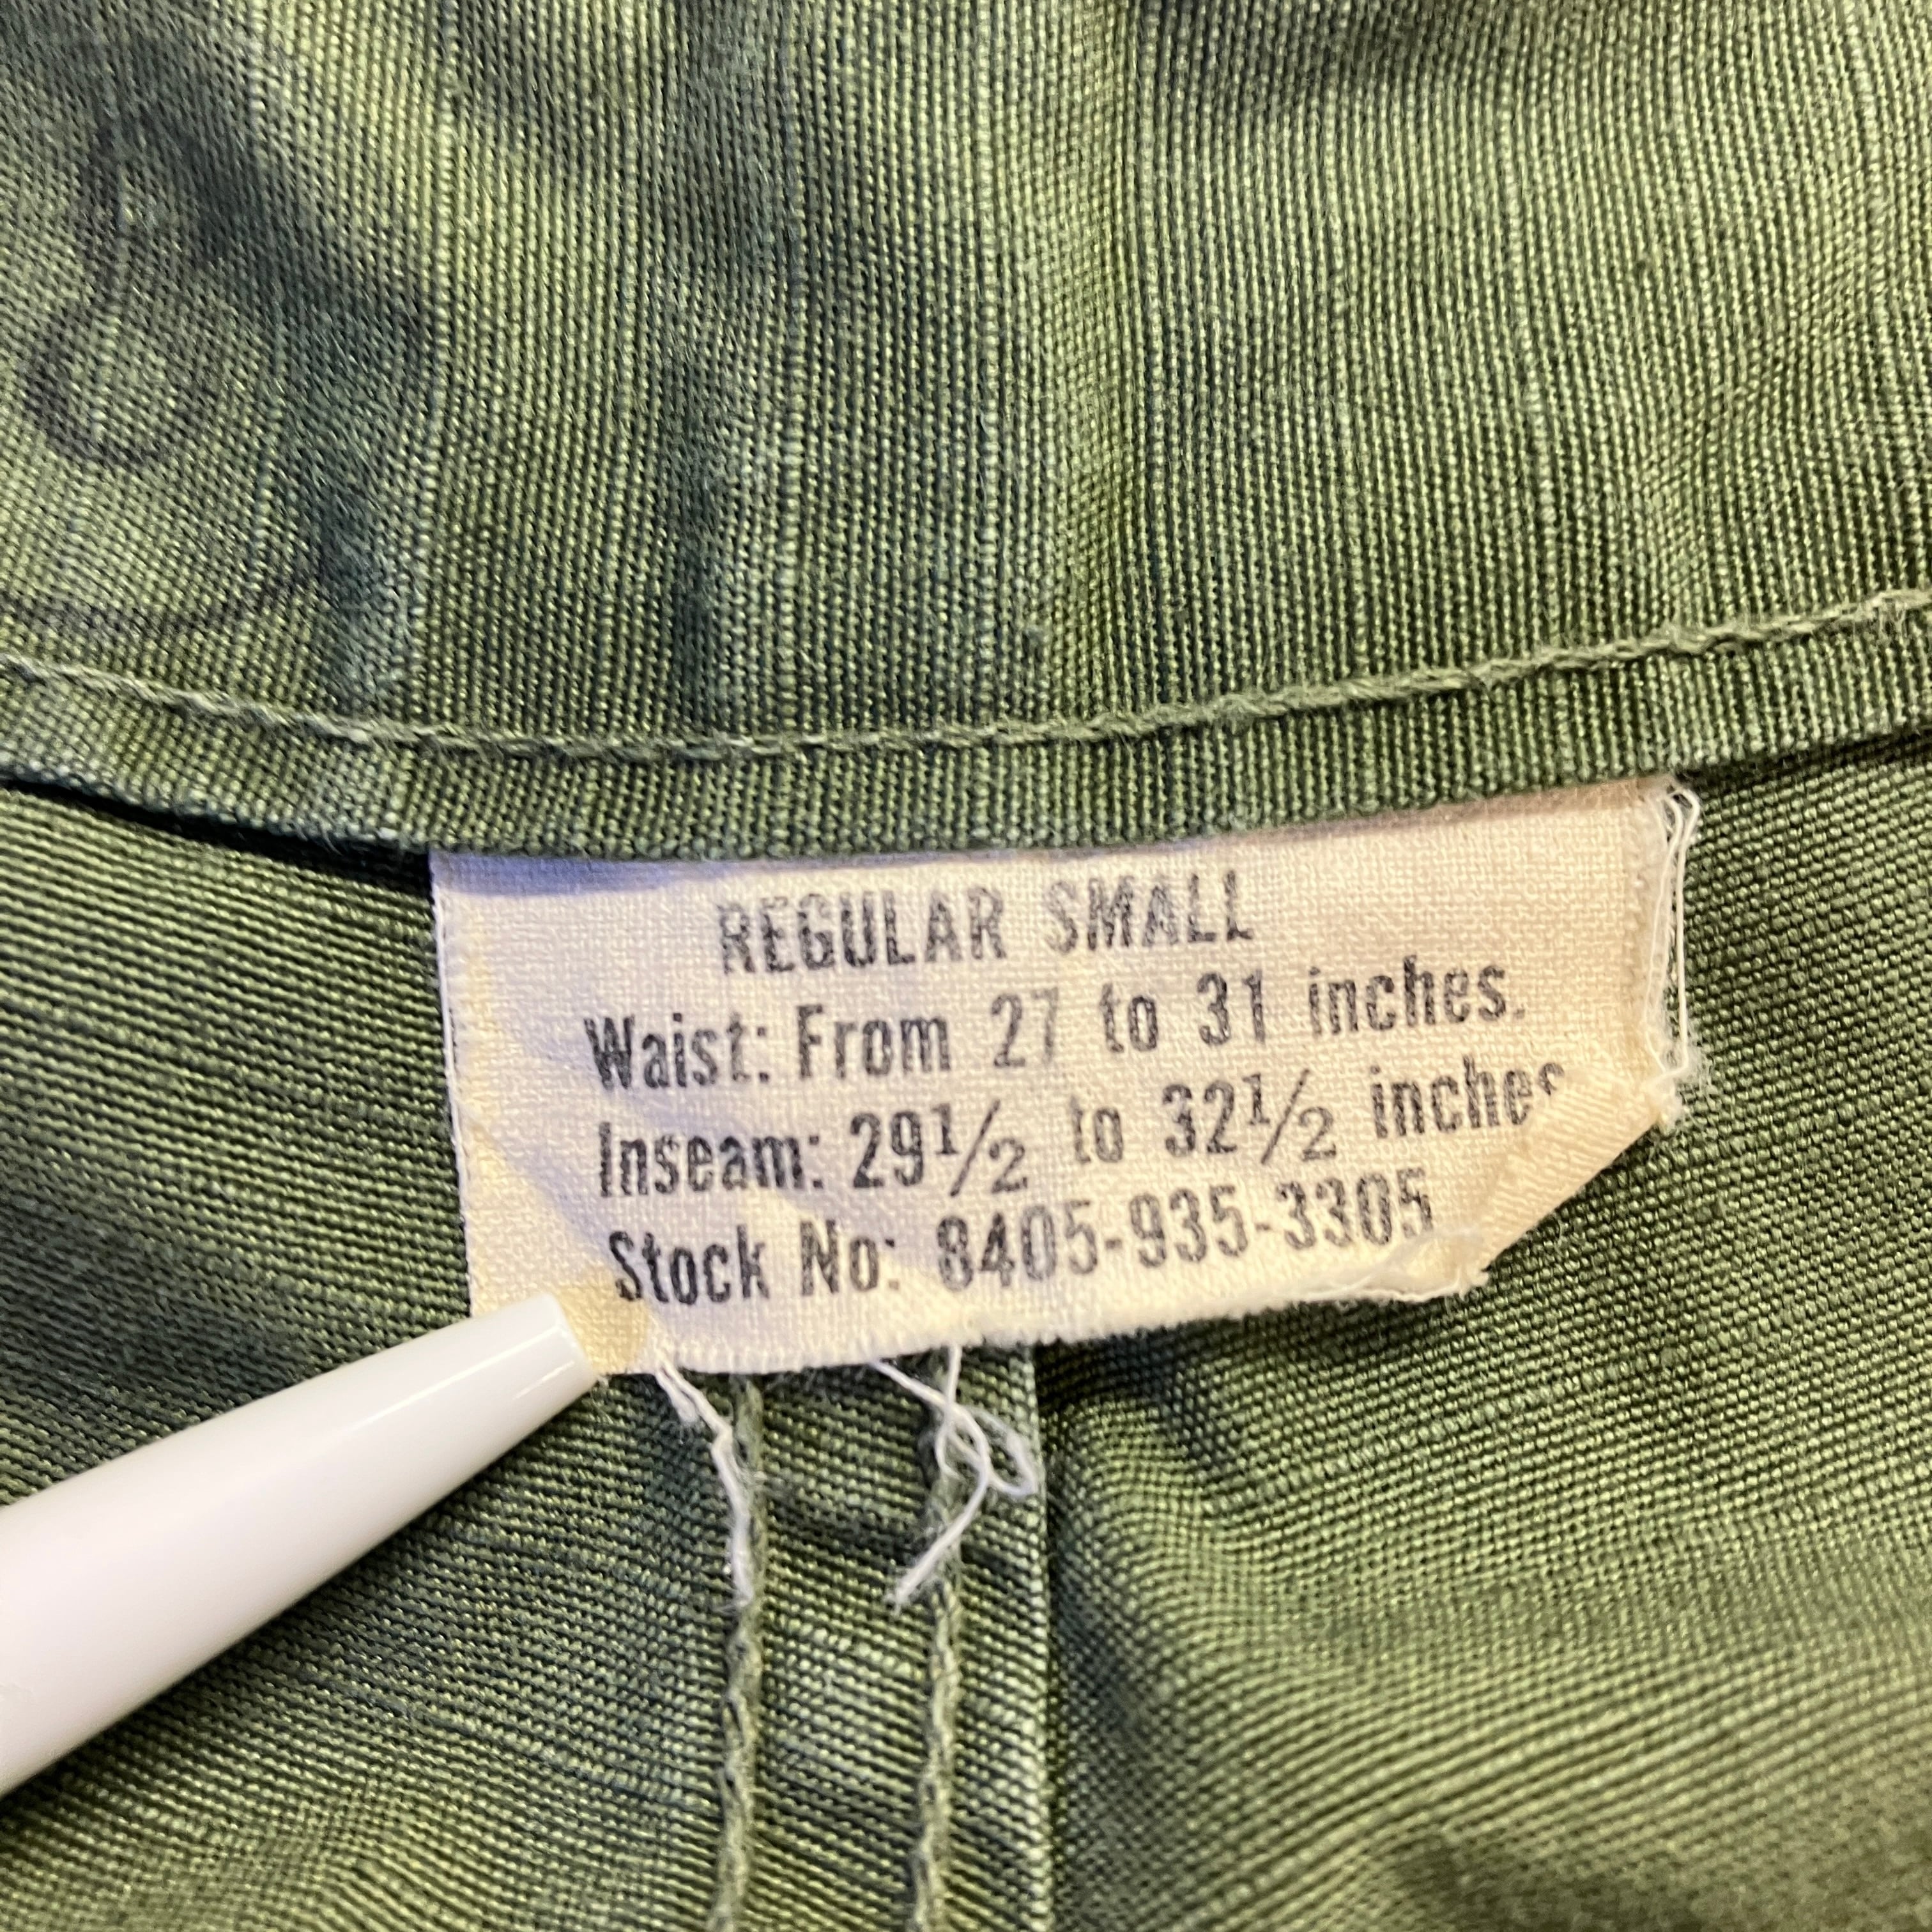 REGULAR SMALL
Waist: From 27 to 31 inches.
Inseam: 29½ to 32½ inches
Stock No: 8405-935-3305